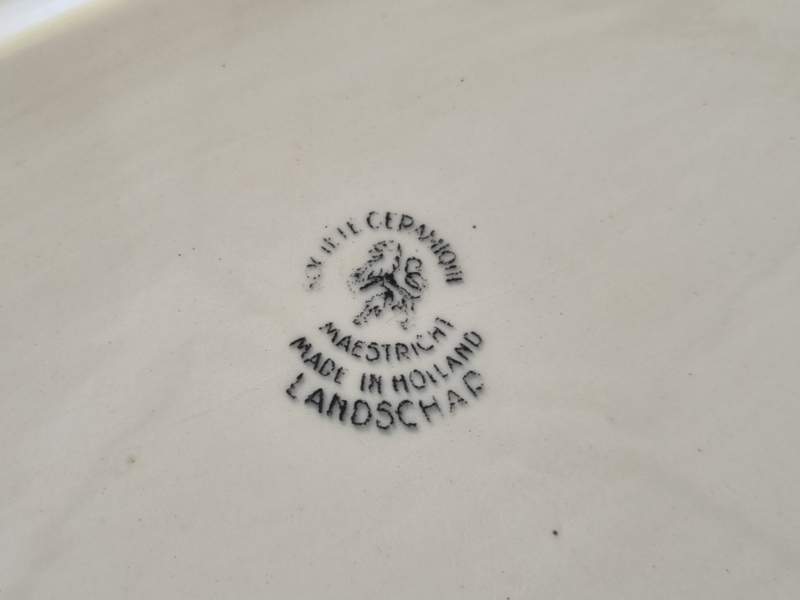 SOCIETE CERAMIQUE
MAESTRICHT
MADE IN HOLLAND
LANDSCHAP